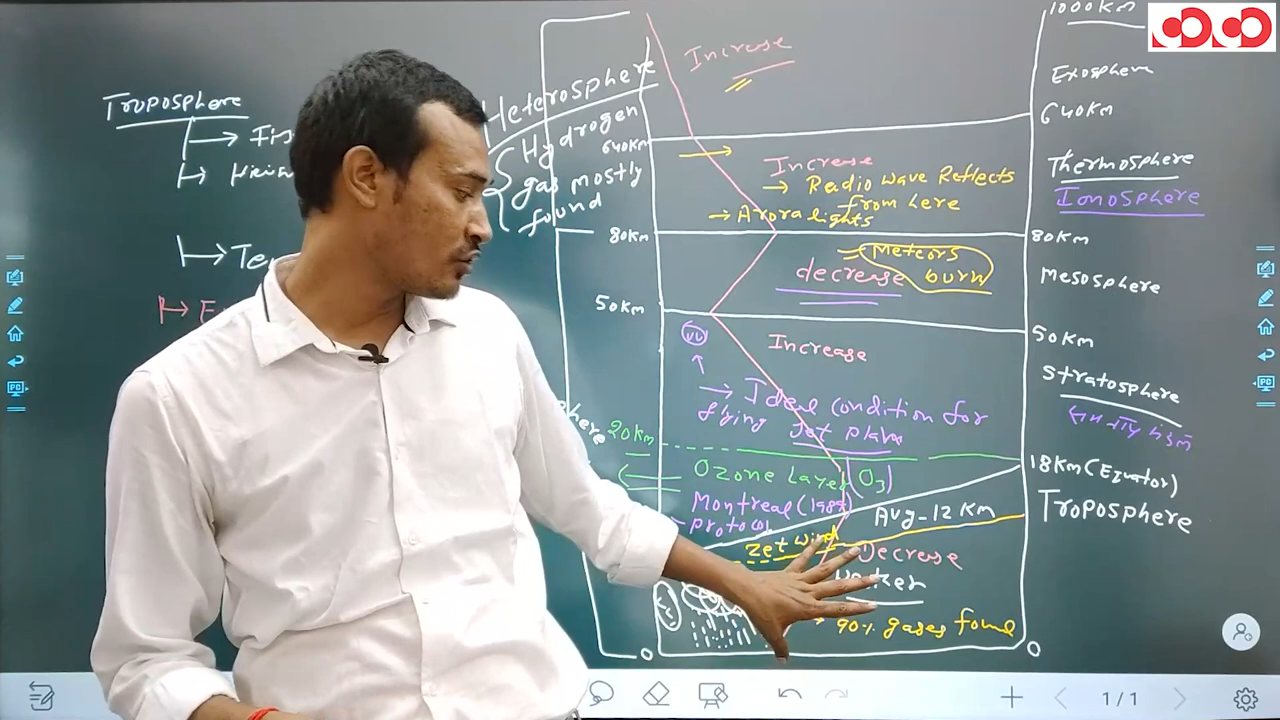 Troposphere
Heterosphere
Hydrogen
gas mostly
found
640Km
80Km
50Km
20Km
Increase
Increase
→ Radio wave Reflects
from here
→ Arora lights
Meteors
burn
decrease
Increase
→ Ideal condition for
flying Jet plane
Ozone Layer (O3)
Montreal (1987)
protocol
Avg-12 Km
Zet wind
Decrease
90% gases found
0
0
1000Km
Exosphere
640Km
Thermosphere
Ionosphere
80Km
Mesosphere
50Km
Stratosphere
18Km (Equator)
Troposphere
1/1